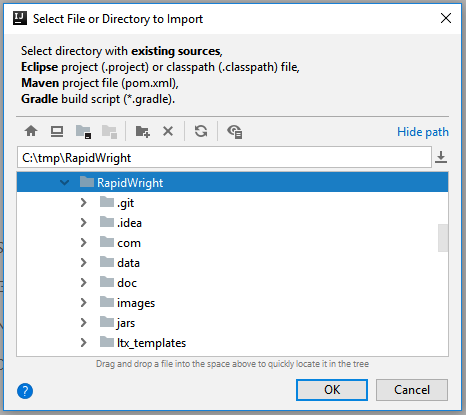 Select File or Directory to Import
Select directory with existing sources,
Eclipse project (.project) or classpath (.classpath) file,
Maven project file (pom.xml),
Gradle build script (*.gradle).
Hide path
C:\tmp\RapidWright
RapidWright
.git
.idea
com
data
doc
images
jars
ltx_templates
Drag and drop a file into the space above to quickly locate it in the tree
?
OK
Cancel